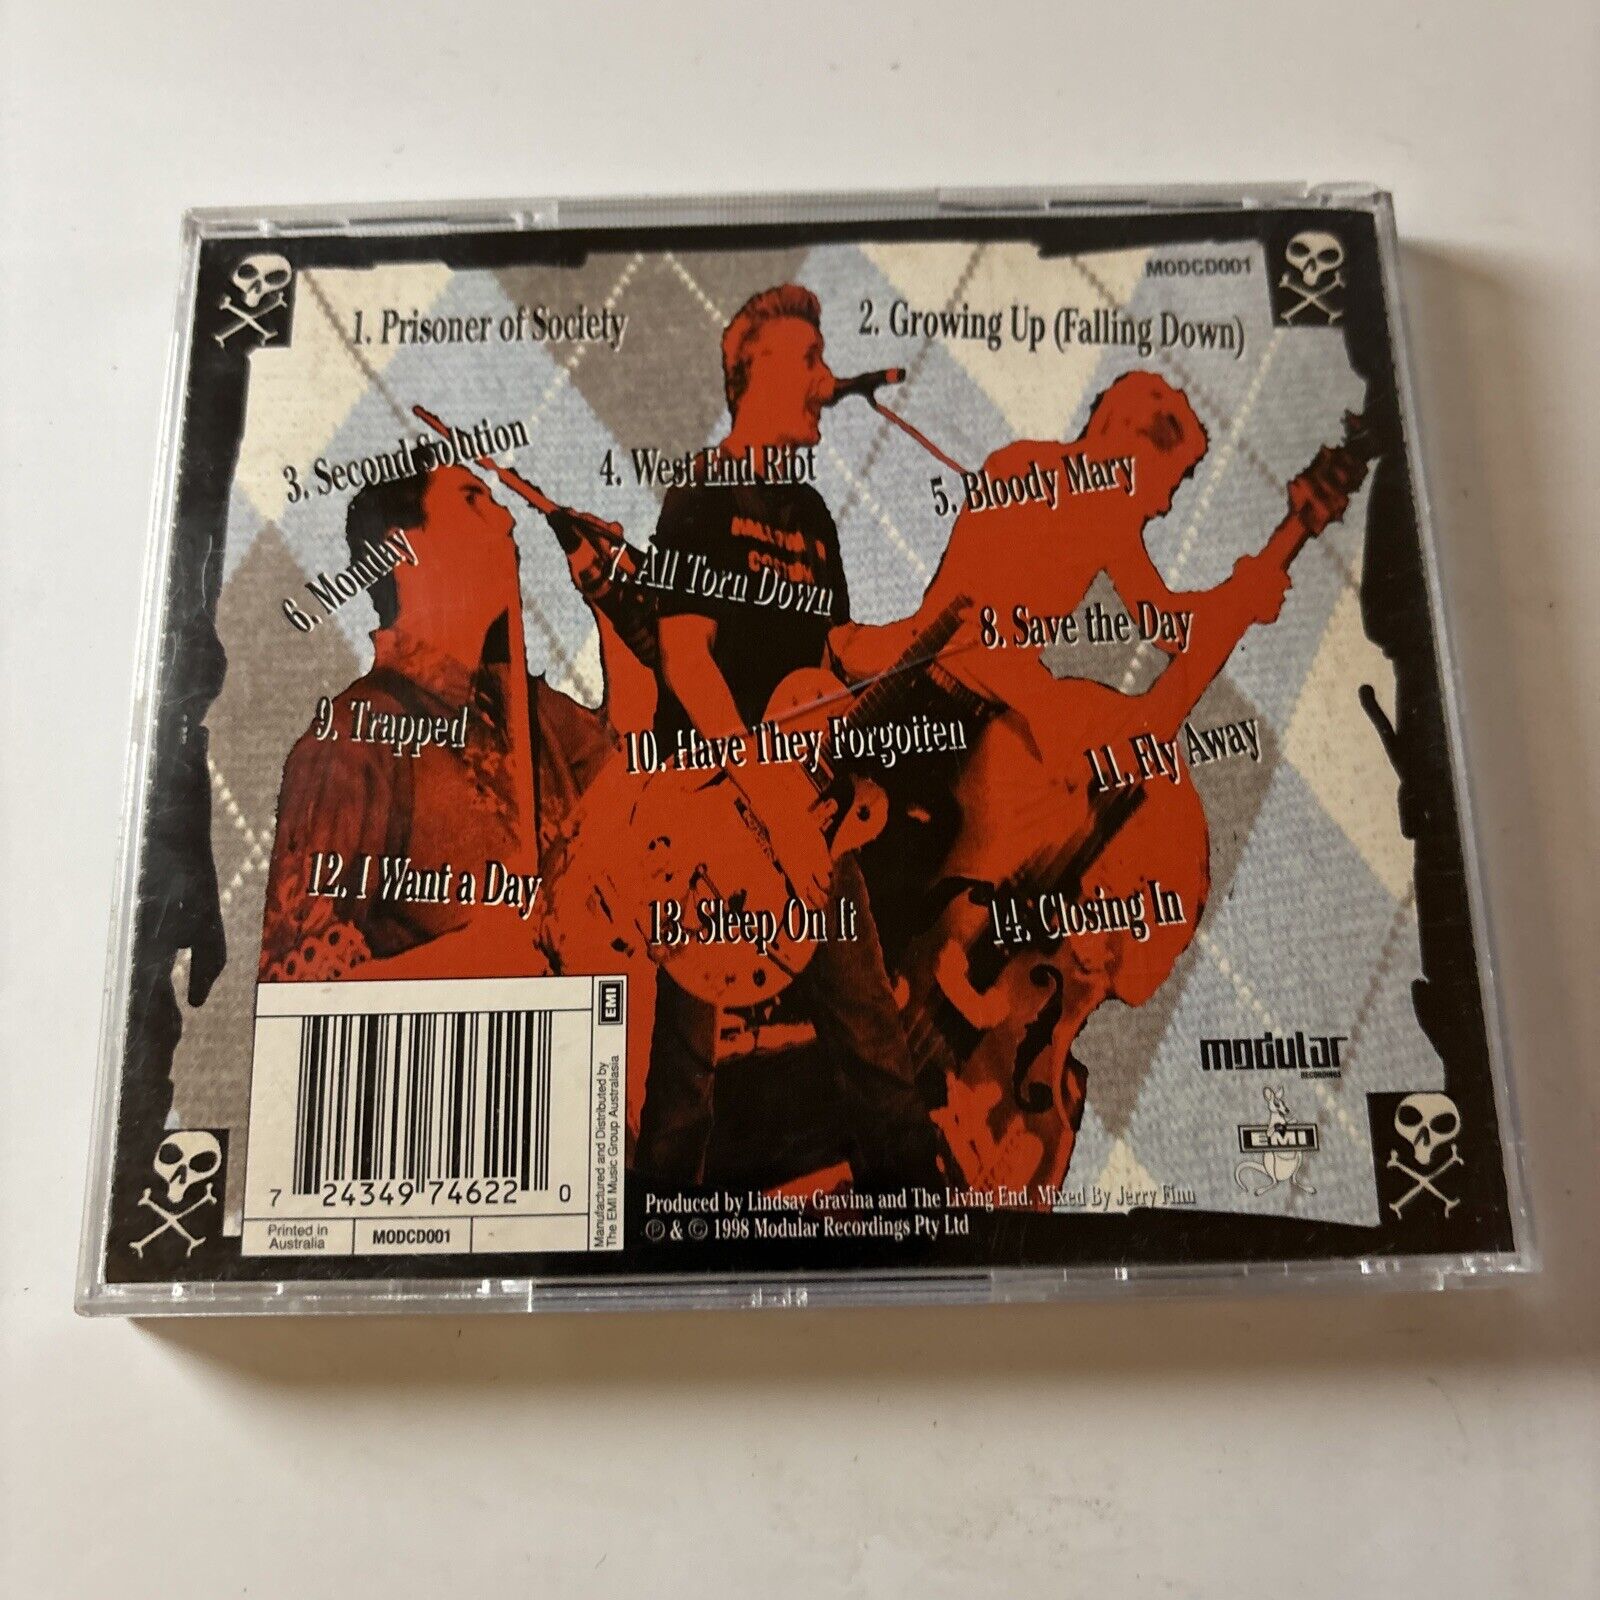 MODCD001
1. Prisoner of Society
2. Growing Up (Falling Down)
3. Second Solution
4. West End Riot
5. Bloody Mary
6. Monday
7. All Torn Down
8. Save the Day
9. Trapped
10. Have They Forgotten
11. Fly Away
12. I Want a Day
13. Sleep On It
14. Closing In
EMI
Manufactured and Distributed by
The EMI Music Group Australasia
7 24349 74622 0
Printed in
Australia
MODCD001
modular
RECORDINGS
EMI
Produced by Lindsay Gravina and The Living End. Mixed By Jerry Finn
℗ & © 1998 Modular Recordings Pty Ltd